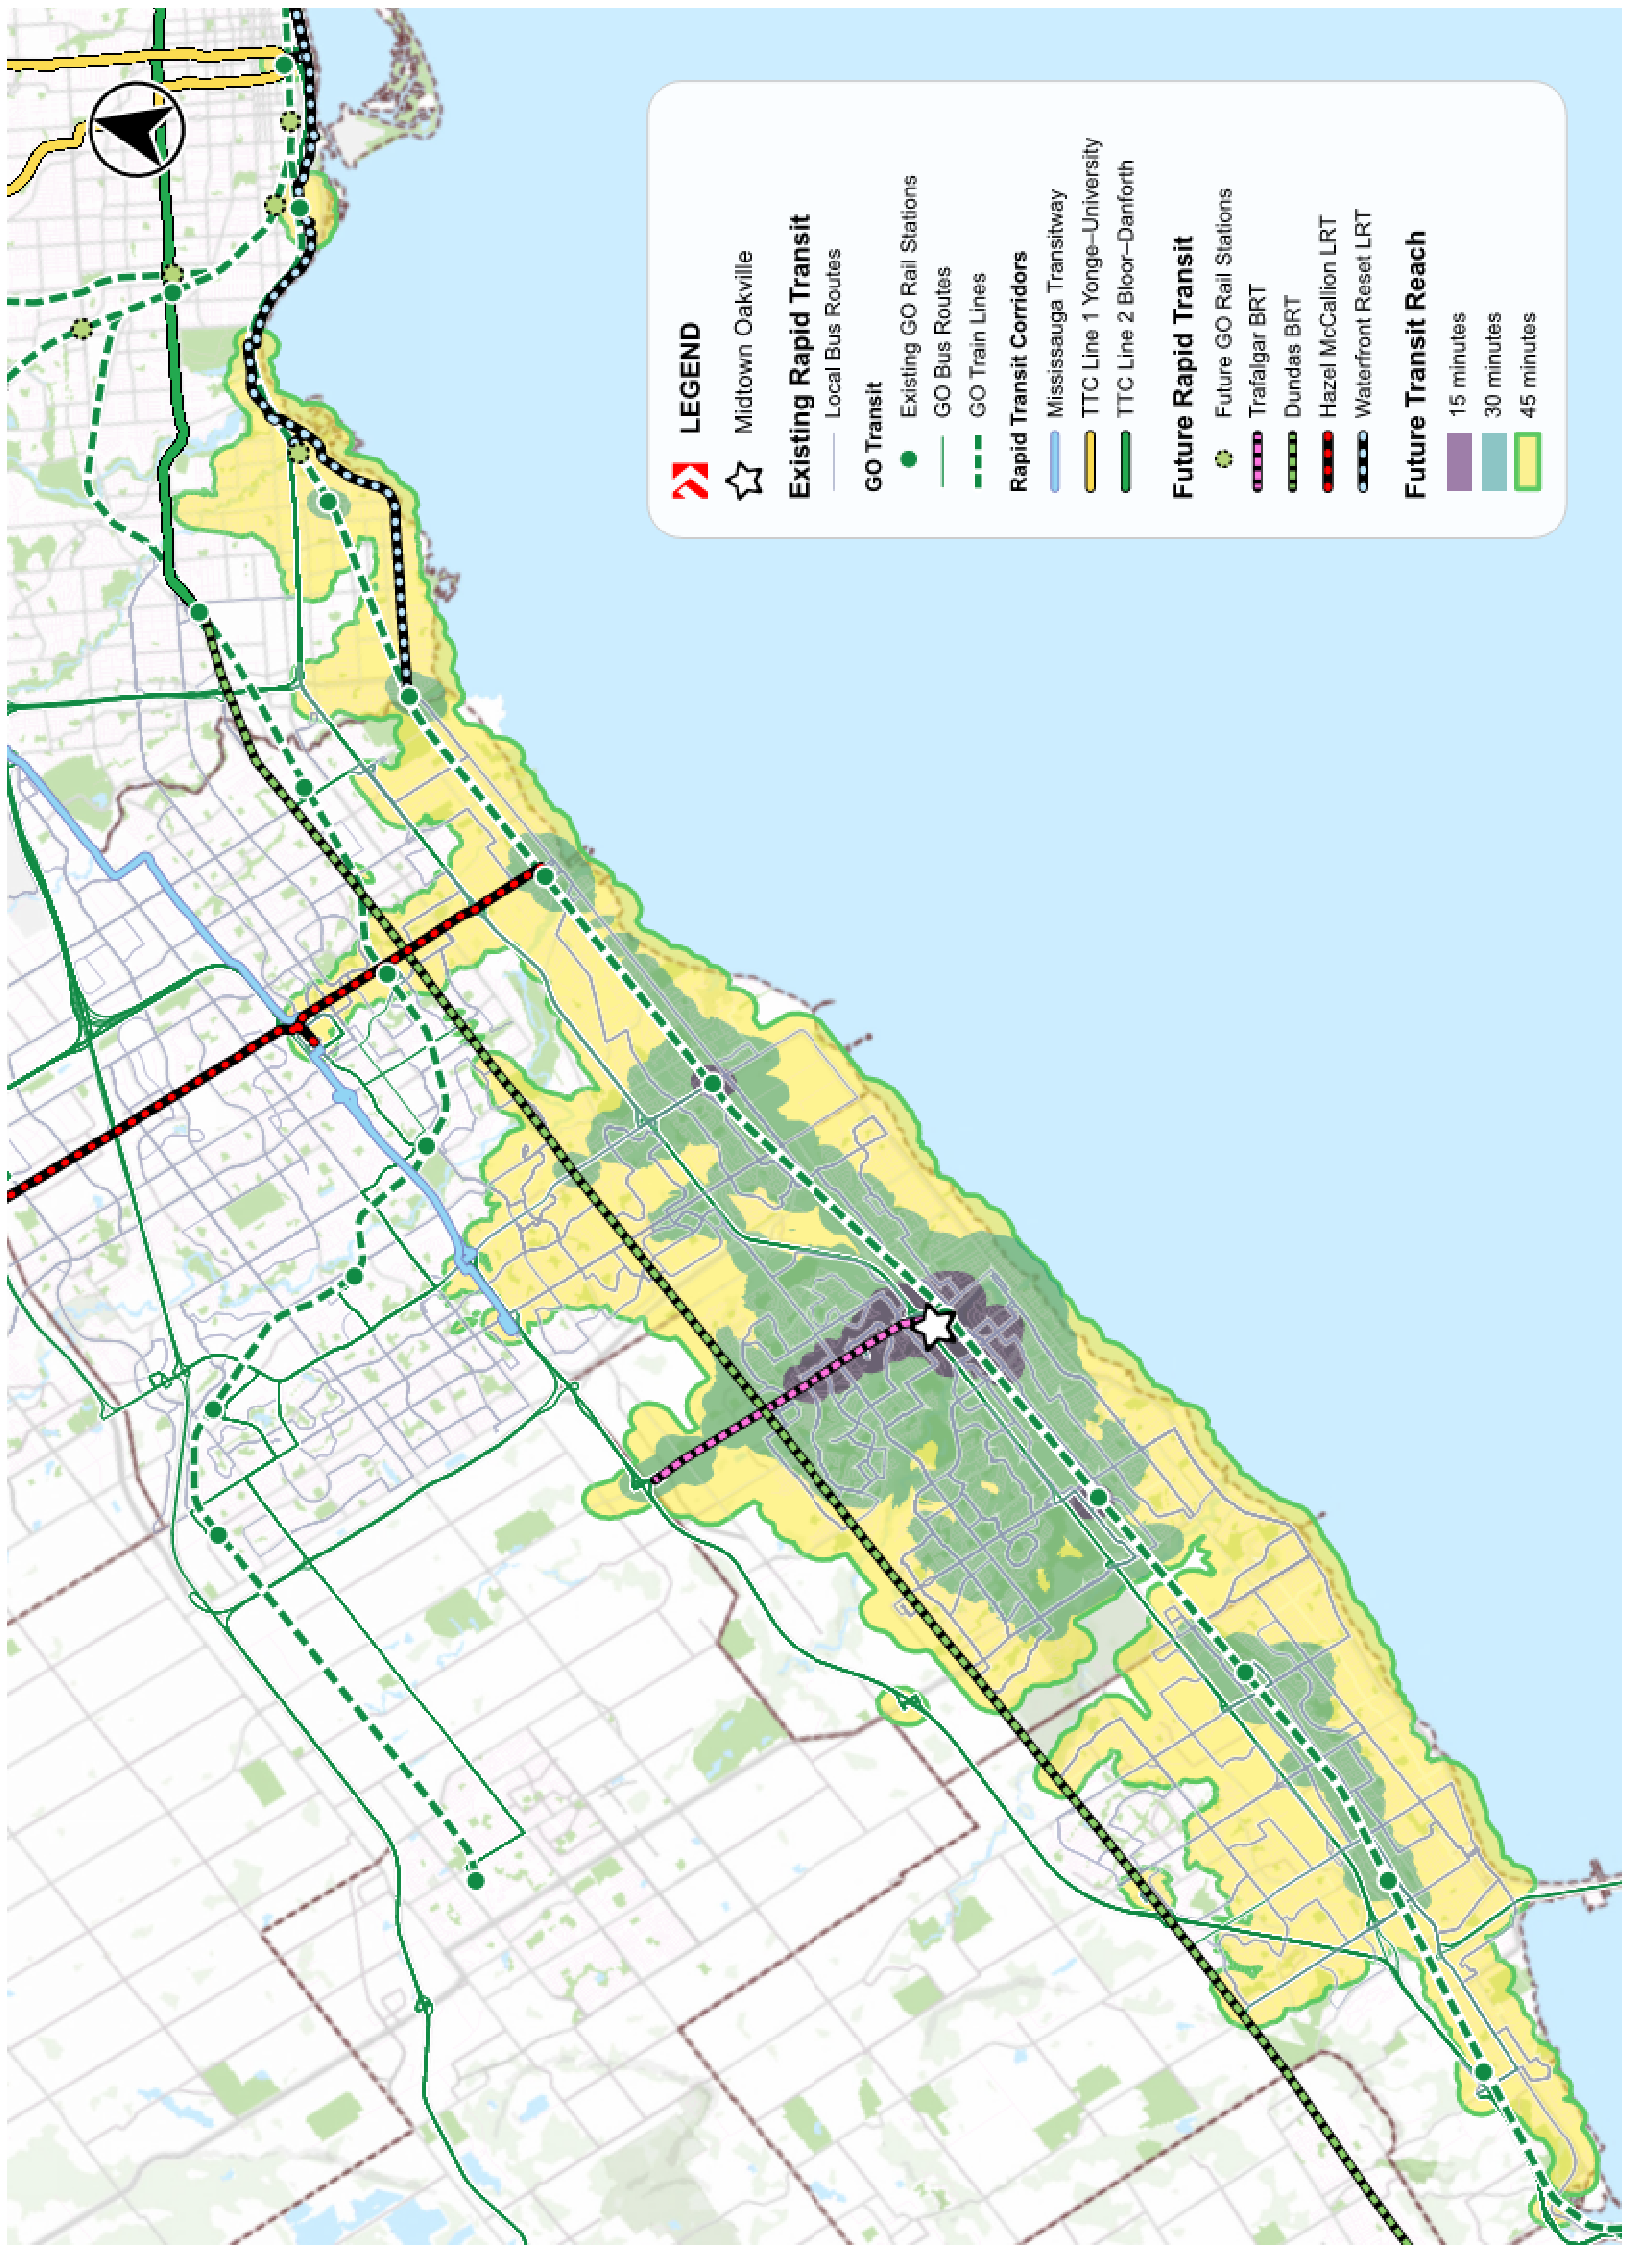 LEGEND
Midtown Oakville
Existing Rapid Transit
Local Bus Routes
GO Transit
Existing GO Rail Stations
GO Bus Routes
GO Train Lines
Rapid Transit Corridors
Mississauga Transitway
TTC Line 1 Yonge–University
TTC Line 2 Bloor–Danforth
Future Rapid Transit
Future GO Rail Stations
Trafalgar BRT
Dundas BRT
Hazel McCallion LRT
Waterfront Reset LRT
Future Transit Reach
15 minutes
30 minutes
45 minutes